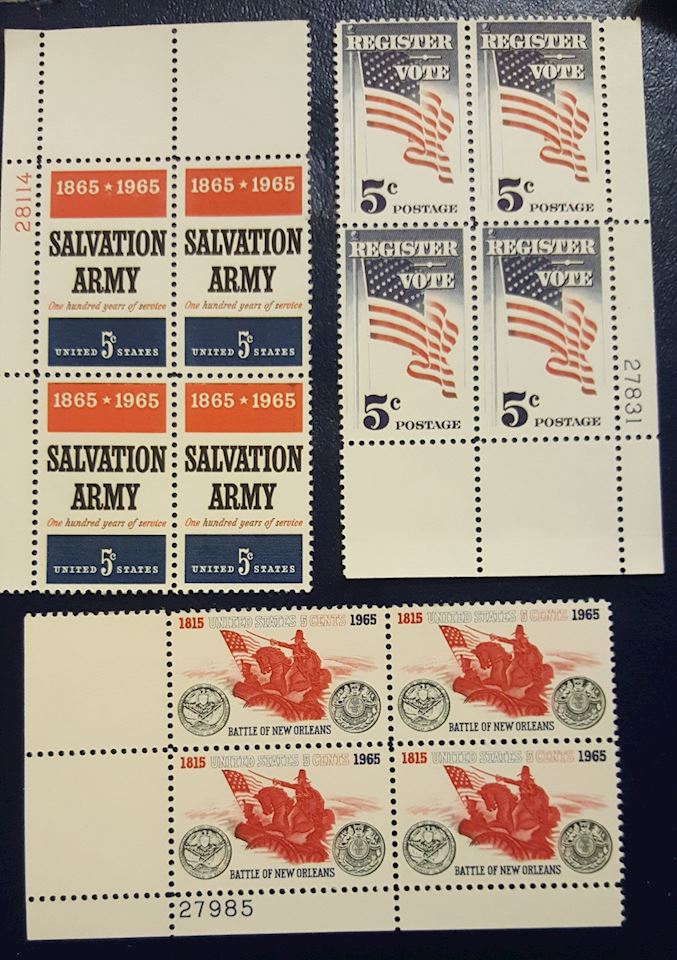 28114
1865 ★ 1965
SALVATION
ARMY
One hundred years of service
UNITED 5c STATES
1865 ★ 1965
SALVATION
ARMY
One hundred years of service
UNITED 5c STATES
1865 ★ 1965
SALVATION
ARMY
One hundred years of service
UNITED 5c STATES
1865 ★ 1965
SALVATION
ARMY
One hundred years of service
UNITED 5c STATES
REGISTER
VOTE
5c POSTAGE
REGISTER
VOTE
5c POSTAGE
REGISTER
VOTE
5c POSTAGE
REGISTER
VOTE
5c POSTAGE
27831
1815 UNITED STATES 5 CENTS 1965
BATTLE OF NEW ORLEANS
1815 UNITED STATES 5 CENTS 1965
BATTLE OF NEW ORLEANS
1815 UNITED STATES 5 CENTS 1965
BATTLE OF NEW ORLEANS
1815 UNITED STATES 5 CENTS 1965
BATTLE OF NEW ORLEANS
27985